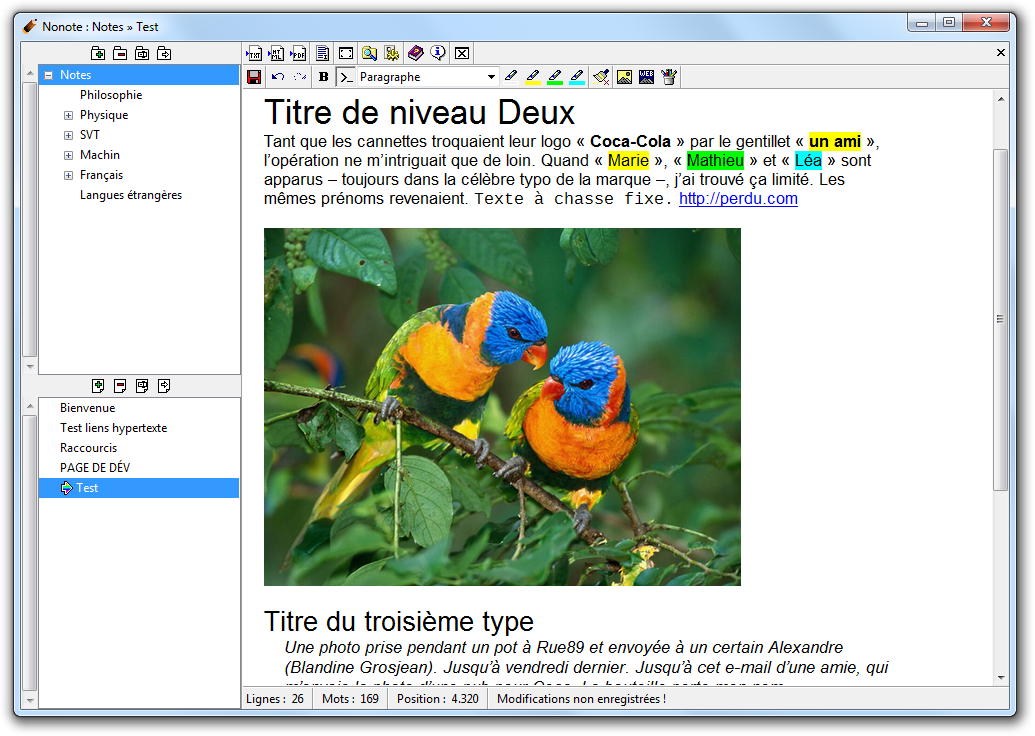 Nonote : Notes » Test
TXT
HT ML
PDF
Notes
Philosophie
Physique
SVT
Machin
Français
Langues étrangères
Bienvenue
Test liens hypertexte
Raccourcis
PAGE DE DÉV
Test
B
Paragraphe
WEB
Titre de niveau Deux
Tant que les cannettes troquaient leur logo « Coca-Cola » par le gentillet « un ami »,
l’opération ne m’intriguait que de loin. Quand « Marie », « Mathieu » et « Léa » sont
apparus – toujours dans la célèbre typo de la marque –, j’ai trouvé ça limité. Les
mêmes prénoms revenaient. Texte à chasse fixe. http://perdu.com
Titre du troisième type
Une photo prise pendant un pot à Rue89 et envoyée à un certain Alexandre
(Blandine Grosjean). Jusqu’à vendredi dernier. Jusqu’à cet e-mail d’une amie, qui
Lignes : 26
Mots : 169
Position : 4.320
Modifications non enregistrées !